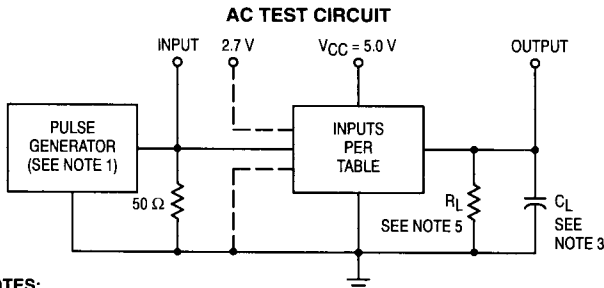 AC TEST CIRCUIT
INPUT 2.7 V VCC = 5.0 V OUTPUT
PULSE
GENERATOR
(SEE NOTE 1)
INPUTS
PER
TABLE
50 Ω
RL
SEE NOTE 5
CL
SEE
NOTE 3
OTES: